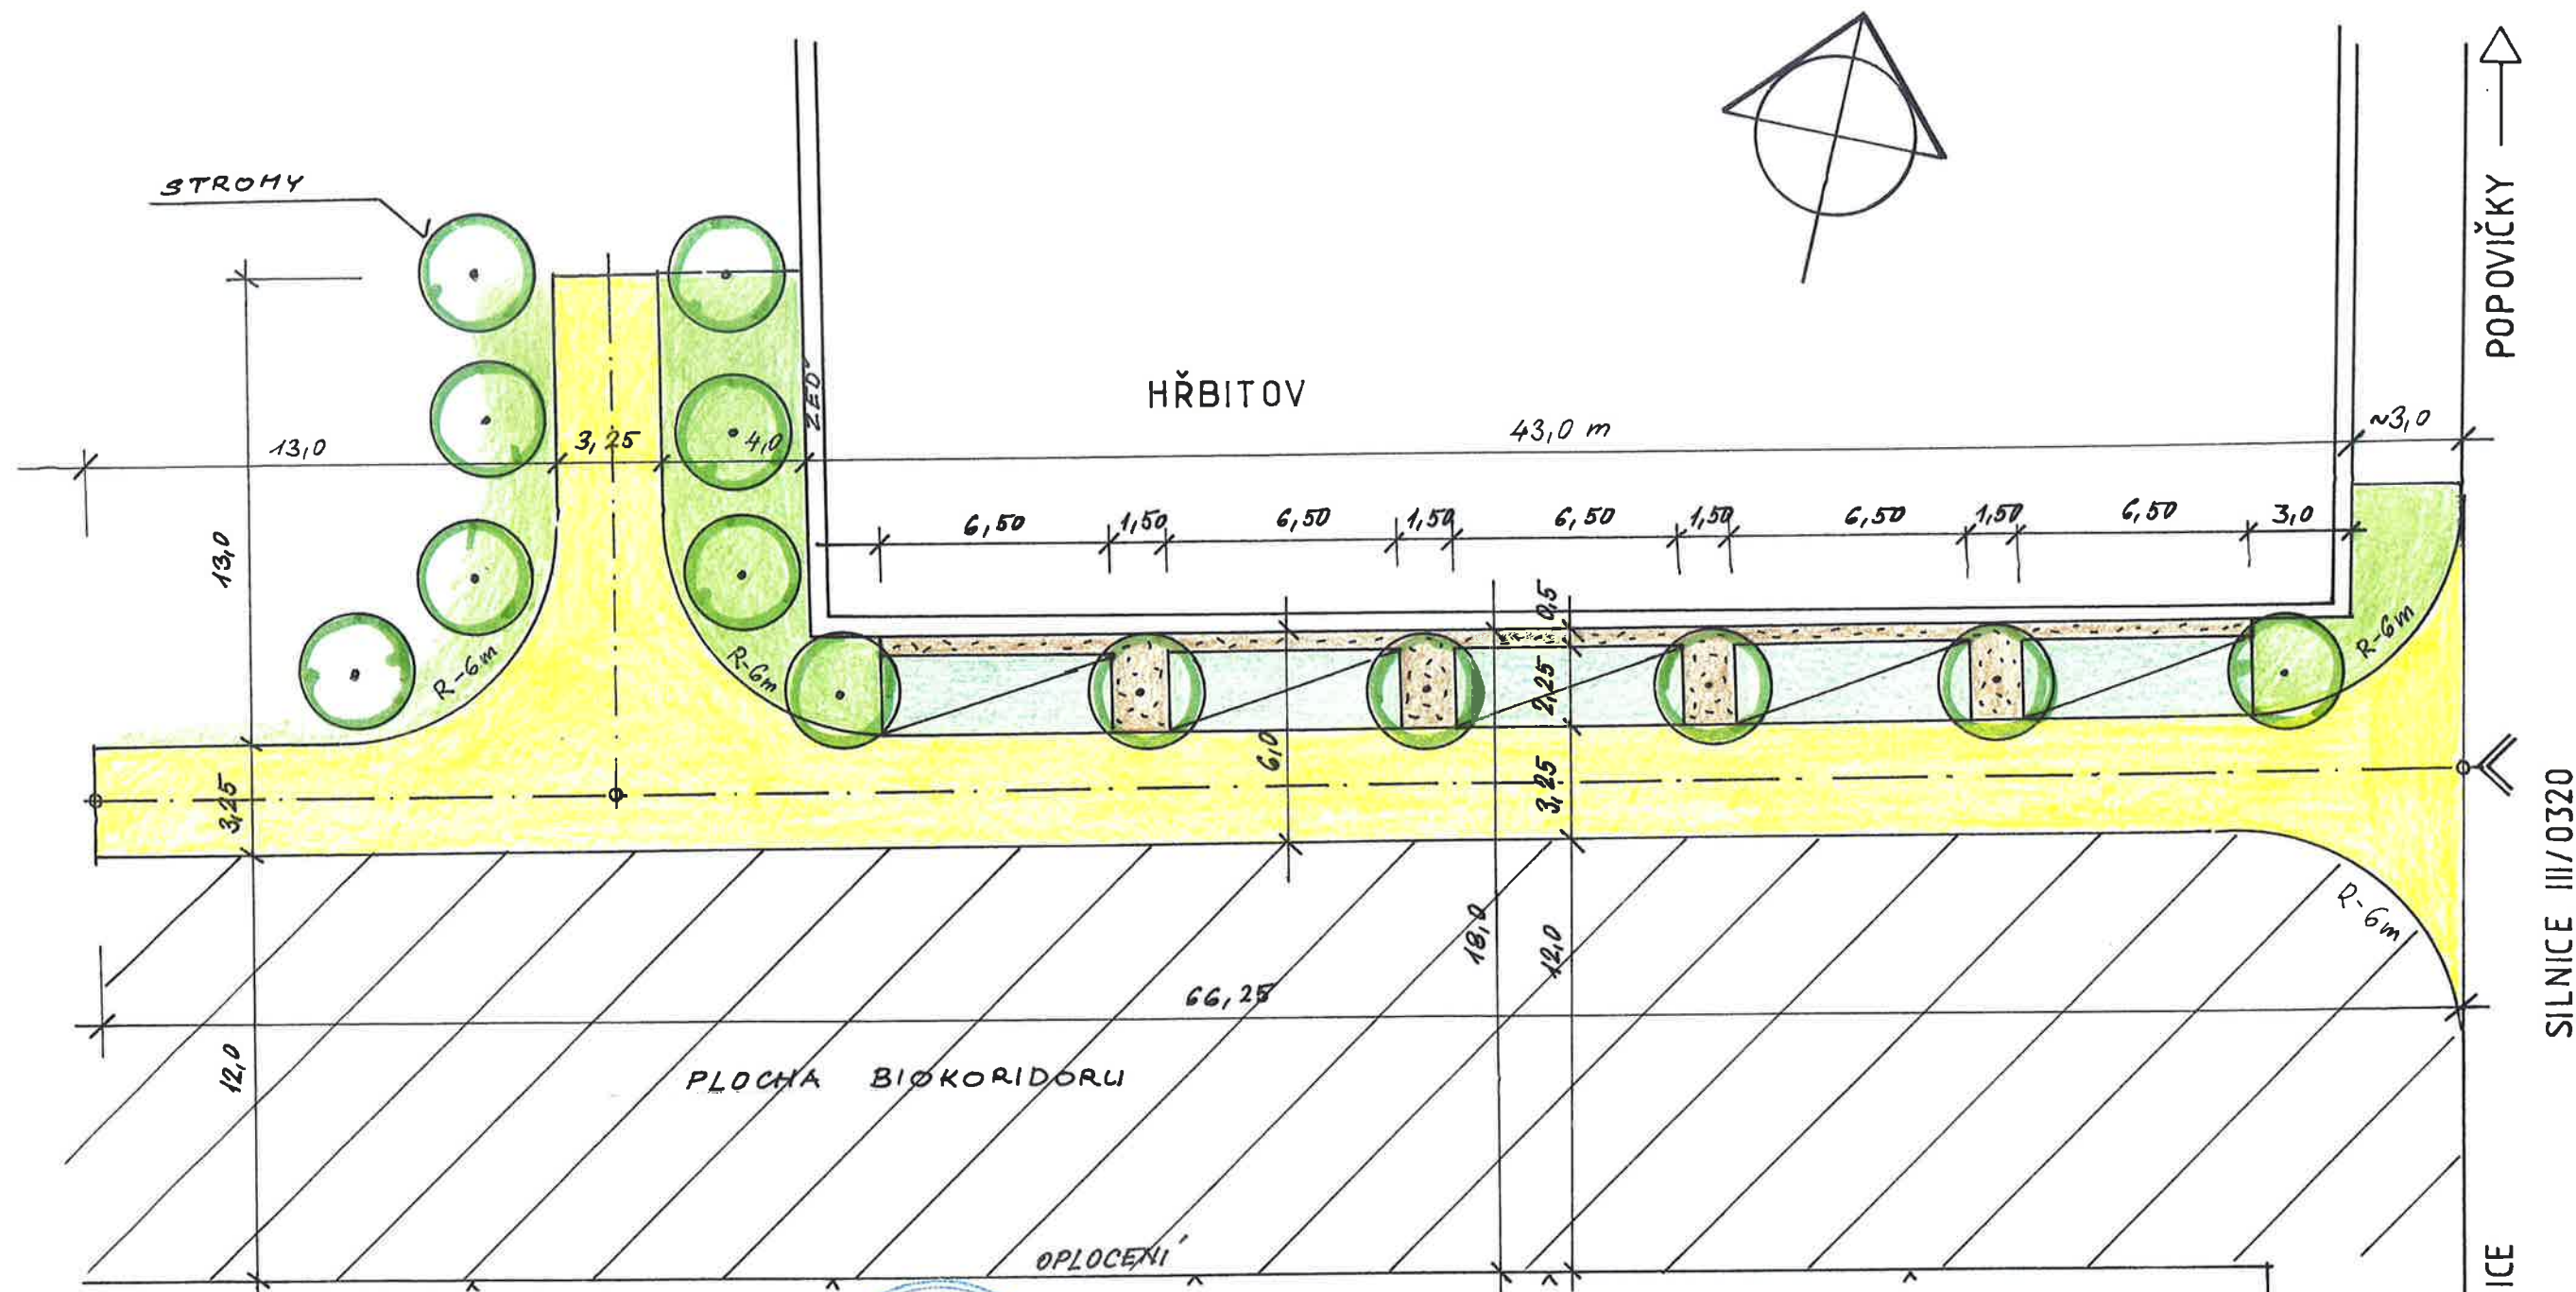 STROMY
HŘBITOV
ZEĎ
13,0
3,25
4,0
43,0 m
~3,0
6,50
1,50
6,50
1,50
6,50
1,50
6,50
1,50
6,50
3,0
13,0
3,25
12,0
R-6m
R-6m
R-6m
R-6m
0,5
2,25
3,25
6,0
18,0
12,0
66,25
PLOCHA BIOKORIDORU
OPLOCENÍ
POPOVIČKY
SILNICE III/0320
ICE